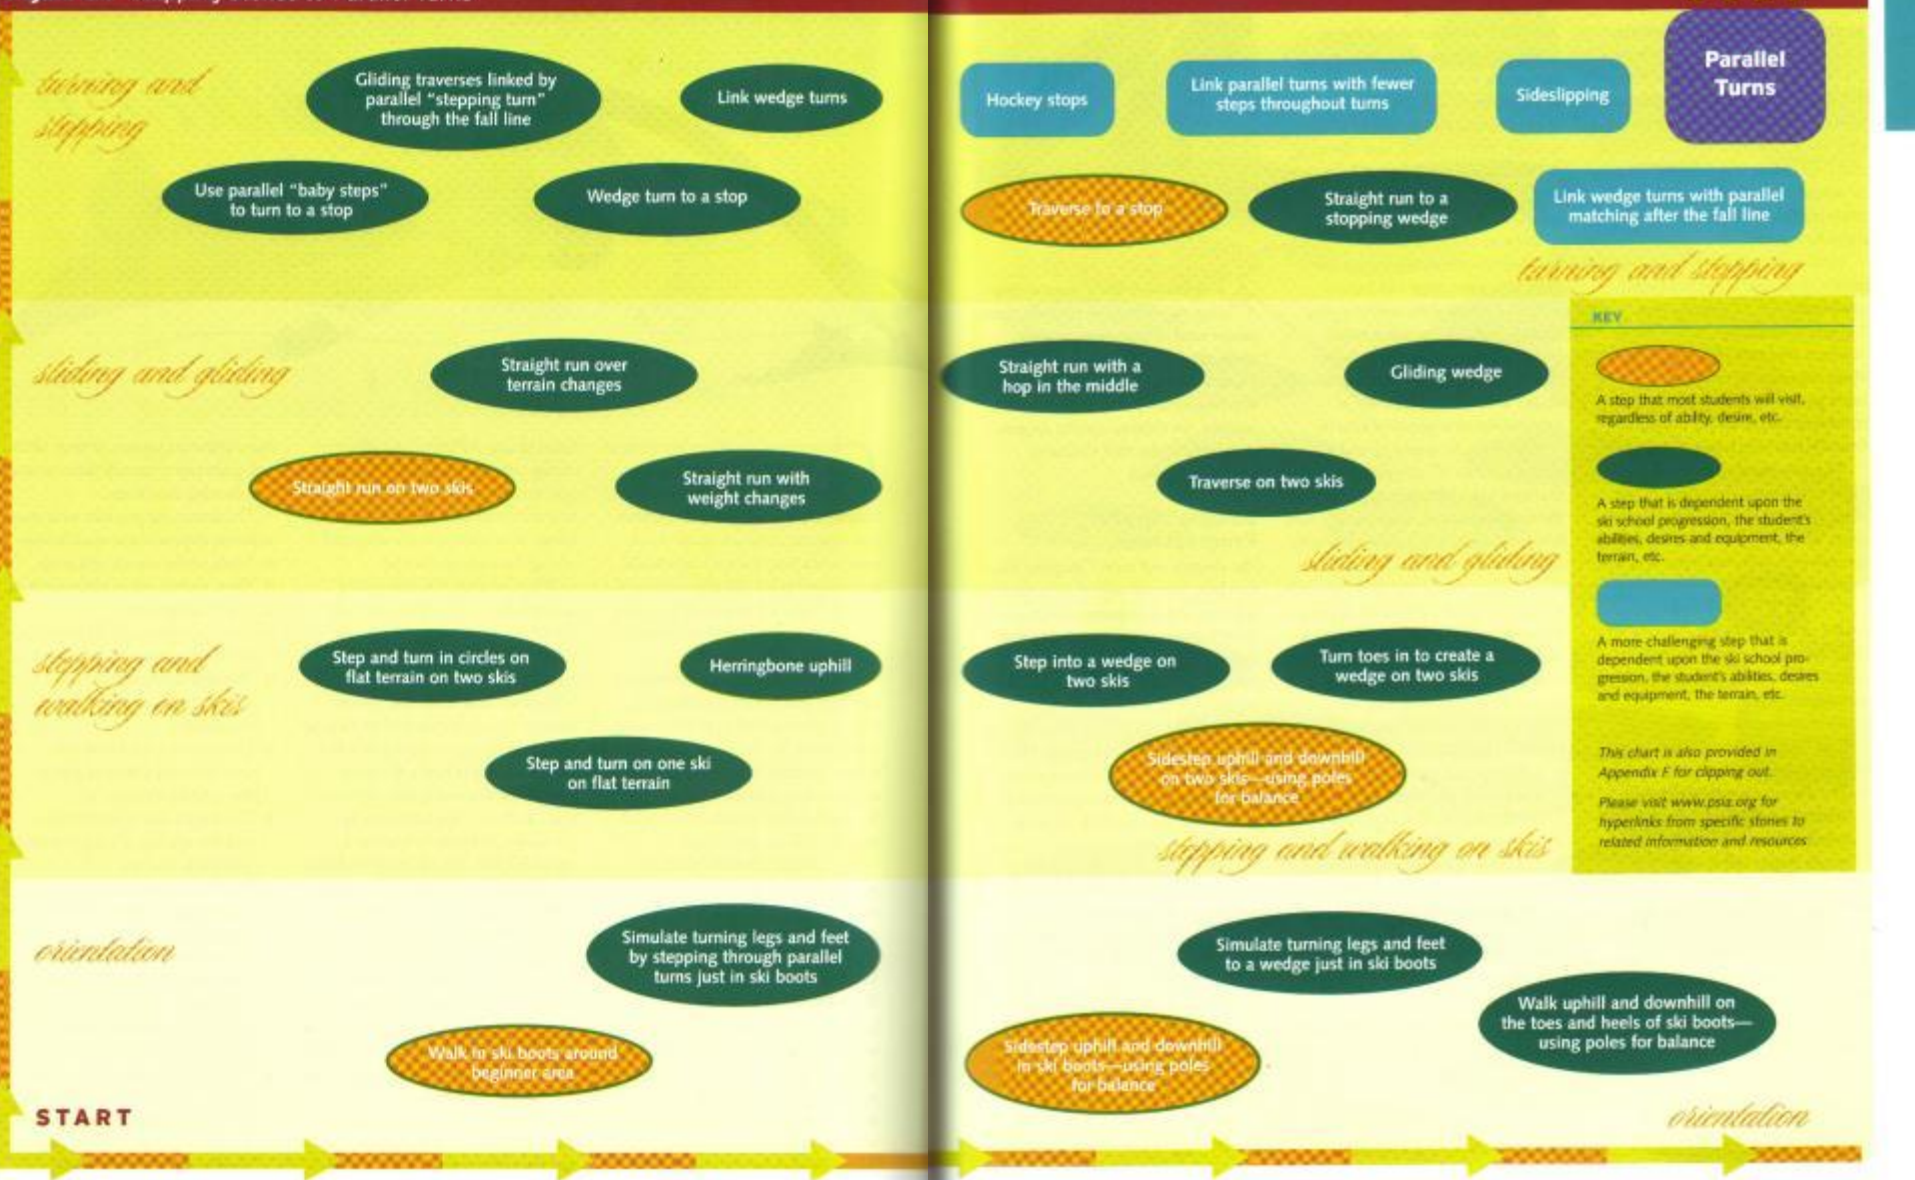 turning and
stepping
Gliding traverses linked by
parallel "stepping turn"
through the fall line
Link wedge turns
Use parallel "baby steps"
to turn to a stop
Wedge turn to a stop
Hockey stops
Link parallel turns with fewer
steps throughout turns
Sideslipping
Parallel
Turns
Traverse to a stop
Straight run to a
stopping wedge
Link wedge turns with parallel
matching after the fall line
turning and stopping
sliding and gliding
Straight run over
terrain changes
Straight run on two skis
Straight run with
weight changes
Straight run with a
hop in the middle
Gliding wedge
Traverse on two skis
sliding and gliding
stepping and
walking on skis
Step and turn in circles on
flat terrain on two skis
Herringbone uphill
Step and turn on one ski
on flat terrain
Step into a wedge on
two skis
Turn toes in to create a
wedge on two skis
Sidestep uphill and downhill
on two skis—using poles
for balance
stepping and walking on skis
KEY
A step that most students will visit,
regardless of ability, desire, etc.
A step that is dependent upon the
ski school progression, the student's
abilities, desires and equipment, the
terrain, etc.
A more challenging step that is
dependent upon the ski school pro-
gression, the student's abilities, desires
and equipment, the terrain, etc.
This chart is also provided in
Appendix F for clipping out.
Please visit www.psia.org for
hyperlinks from specific stones to
related information and resources
orientation
Simulate turning legs and feet
by stepping through parallel
turns just in ski boots
Walk in ski boots around
beginner area
Simulate turning legs and feet
to a wedge just in ski boots
Walk uphill and downhill on
the toes and heels of ski boots—
using poles for balance
Sidestep uphill and downhill
in ski boots—using poles
for balance
START
orientation